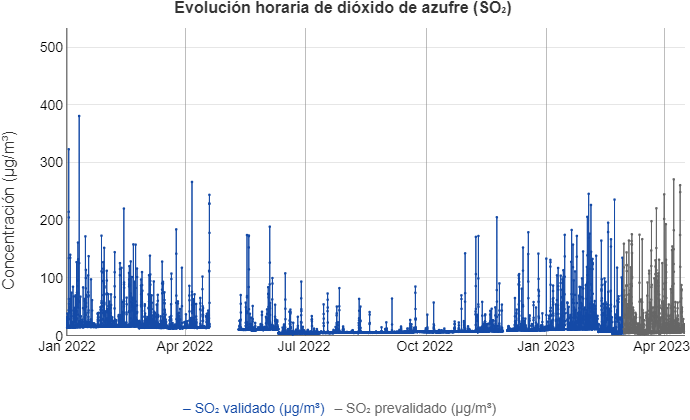 Evolución horaria de dióxido de azufre (SO₂)
Concentración (µg/m³)
500
400
300
200
100
0
Jan 2022
Apr 2022
Jul 2022
Oct 2022
Jan 2023
Apr 2023
– SO₂ validado (µg/m³) – SO₂ prevalidado (µg/m³)